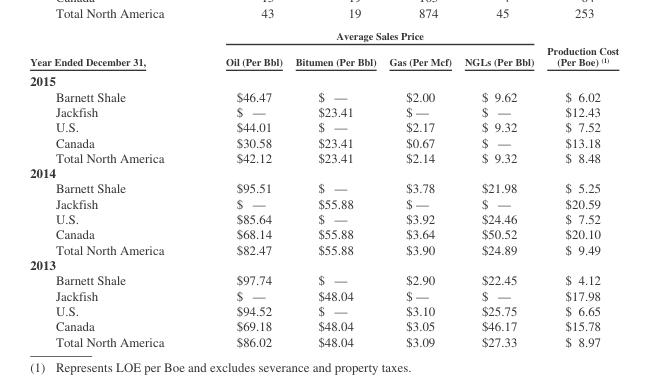 Total North America 43 19 874 45 253
Average Sales Price
Year Ended December 31, Oil (Per Bbl) Bitumen (Per Bbl) Gas (Per Mcf) NGLs (Per Bbl) Production Cost (Per Boe) (1)
2015
Barnett Shale $46.47 $ — $2.00 $ 9.62 $ 6.02
Jackfish $ — $23.41 $ — $ — $12.43
U.S. $44.01 $ — $2.17 $ 9.32 $ 7.52
Canada $30.58 $23.41 $0.67 $ — $13.18
Total North America $42.12 $23.41 $2.14 $ 9.32 $ 8.48
2014
Barnett Shale $95.51 $ — $3.78 $21.98 $ 5.25
Jackfish $ — $55.88 $ — $ — $20.59
U.S. $85.64 $ — $3.92 $24.46 $ 7.52
Canada $68.14 $55.88 $3.64 $50.52 $20.10
Total North America $82.47 $55.88 $3.90 $24.89 $ 9.49
2013
Barnett Shale $97.74 $ — $2.90 $22.45 $ 4.12
Jackfish $ — $48.04 $ — $ — $17.98
U.S. $94.52 $ — $3.10 $25.75 $ 6.65
Canada $69.18 $48.04 $3.05 $46.17 $15.78
Total North America $86.02 $48.04 $3.09 $27.33 $ 8.97
(1) Represents LOE per Boe and excludes severance and property taxes.